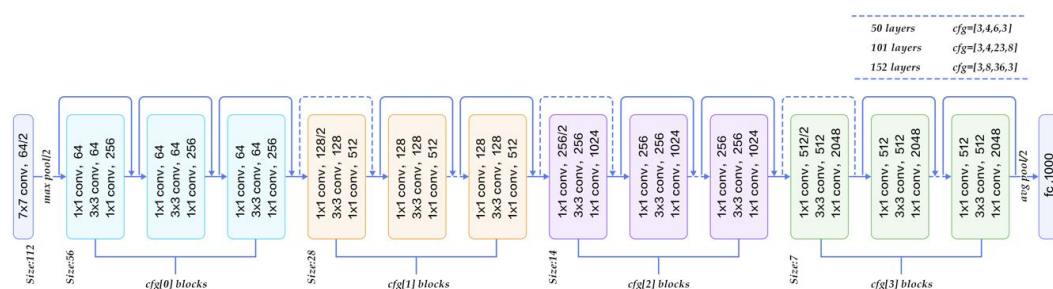 50 layers cfg=[3,4,6,3]
101 layers cfg=[3,4,23,8]
152 layers cfg=[3,8,36,3]
7x7 conv, 64/2
max pool/2
1x1 conv, 64
3x3 conv, 64
1x1 conv, 256
1x1 conv, 64
3x3 conv, 64
1x1 conv, 256
1x1 conv, 64
3x3 conv, 64
1x1 conv, 256
1x1 conv, 128/2
3x3 conv, 128
1x1 conv, 512
1x1 conv, 128
3x3 conv, 128
1x1 conv, 512
1x1 conv, 128
3x3 conv, 128
1x1 conv, 512
1x1 conv, 256/2
3x3 conv, 256
1x1 conv, 1024
1x1 conv, 256
3x3 conv, 256
1x1 conv, 1024
1x1 conv, 256
3x3 conv, 256
1x1 conv, 1024
1x1 conv, 512/2
3x3 conv, 512
1x1 conv, 2048
1x1 conv, 512
3x3 conv, 512
1x1 conv, 2048
1x1 conv, 512
3x3 conv, 512
1x1 conv, 2048
avg pool/2
fc ,1000
Size:112
Size:56
Size:28
Size:14
Size:7
cfg[0] blocks
cfg[1] blocks
cfg[2] blocks
cfg[3] blocks